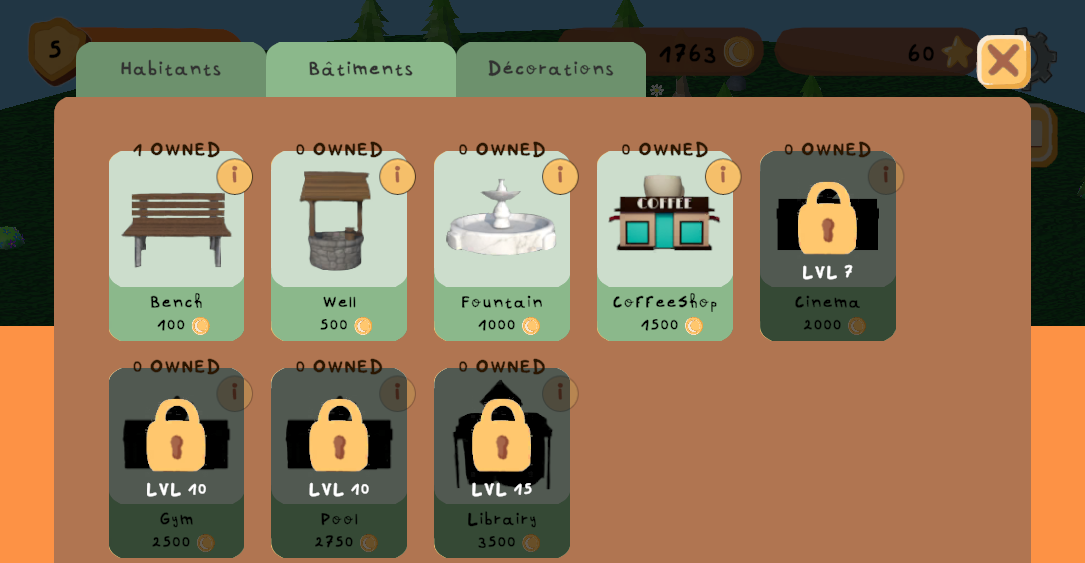 5
1763
60
Habitants
Bâtiments
Décorations
1 OWNED
0 OWNED
0 OWNED
0 OWNED
0 OWNED
i
i
i
i
i
COFFEE
LVL 7
Bench
Well
Fountain
CoffeeShop
Cinema
100
500
1000
1500
2000
0 OWNED
0 OWNED
0 OWNED
i
i
i
LVL 10
LVL 10
LVL 15
Gym
Pool
Librairy
2500
2750
3500